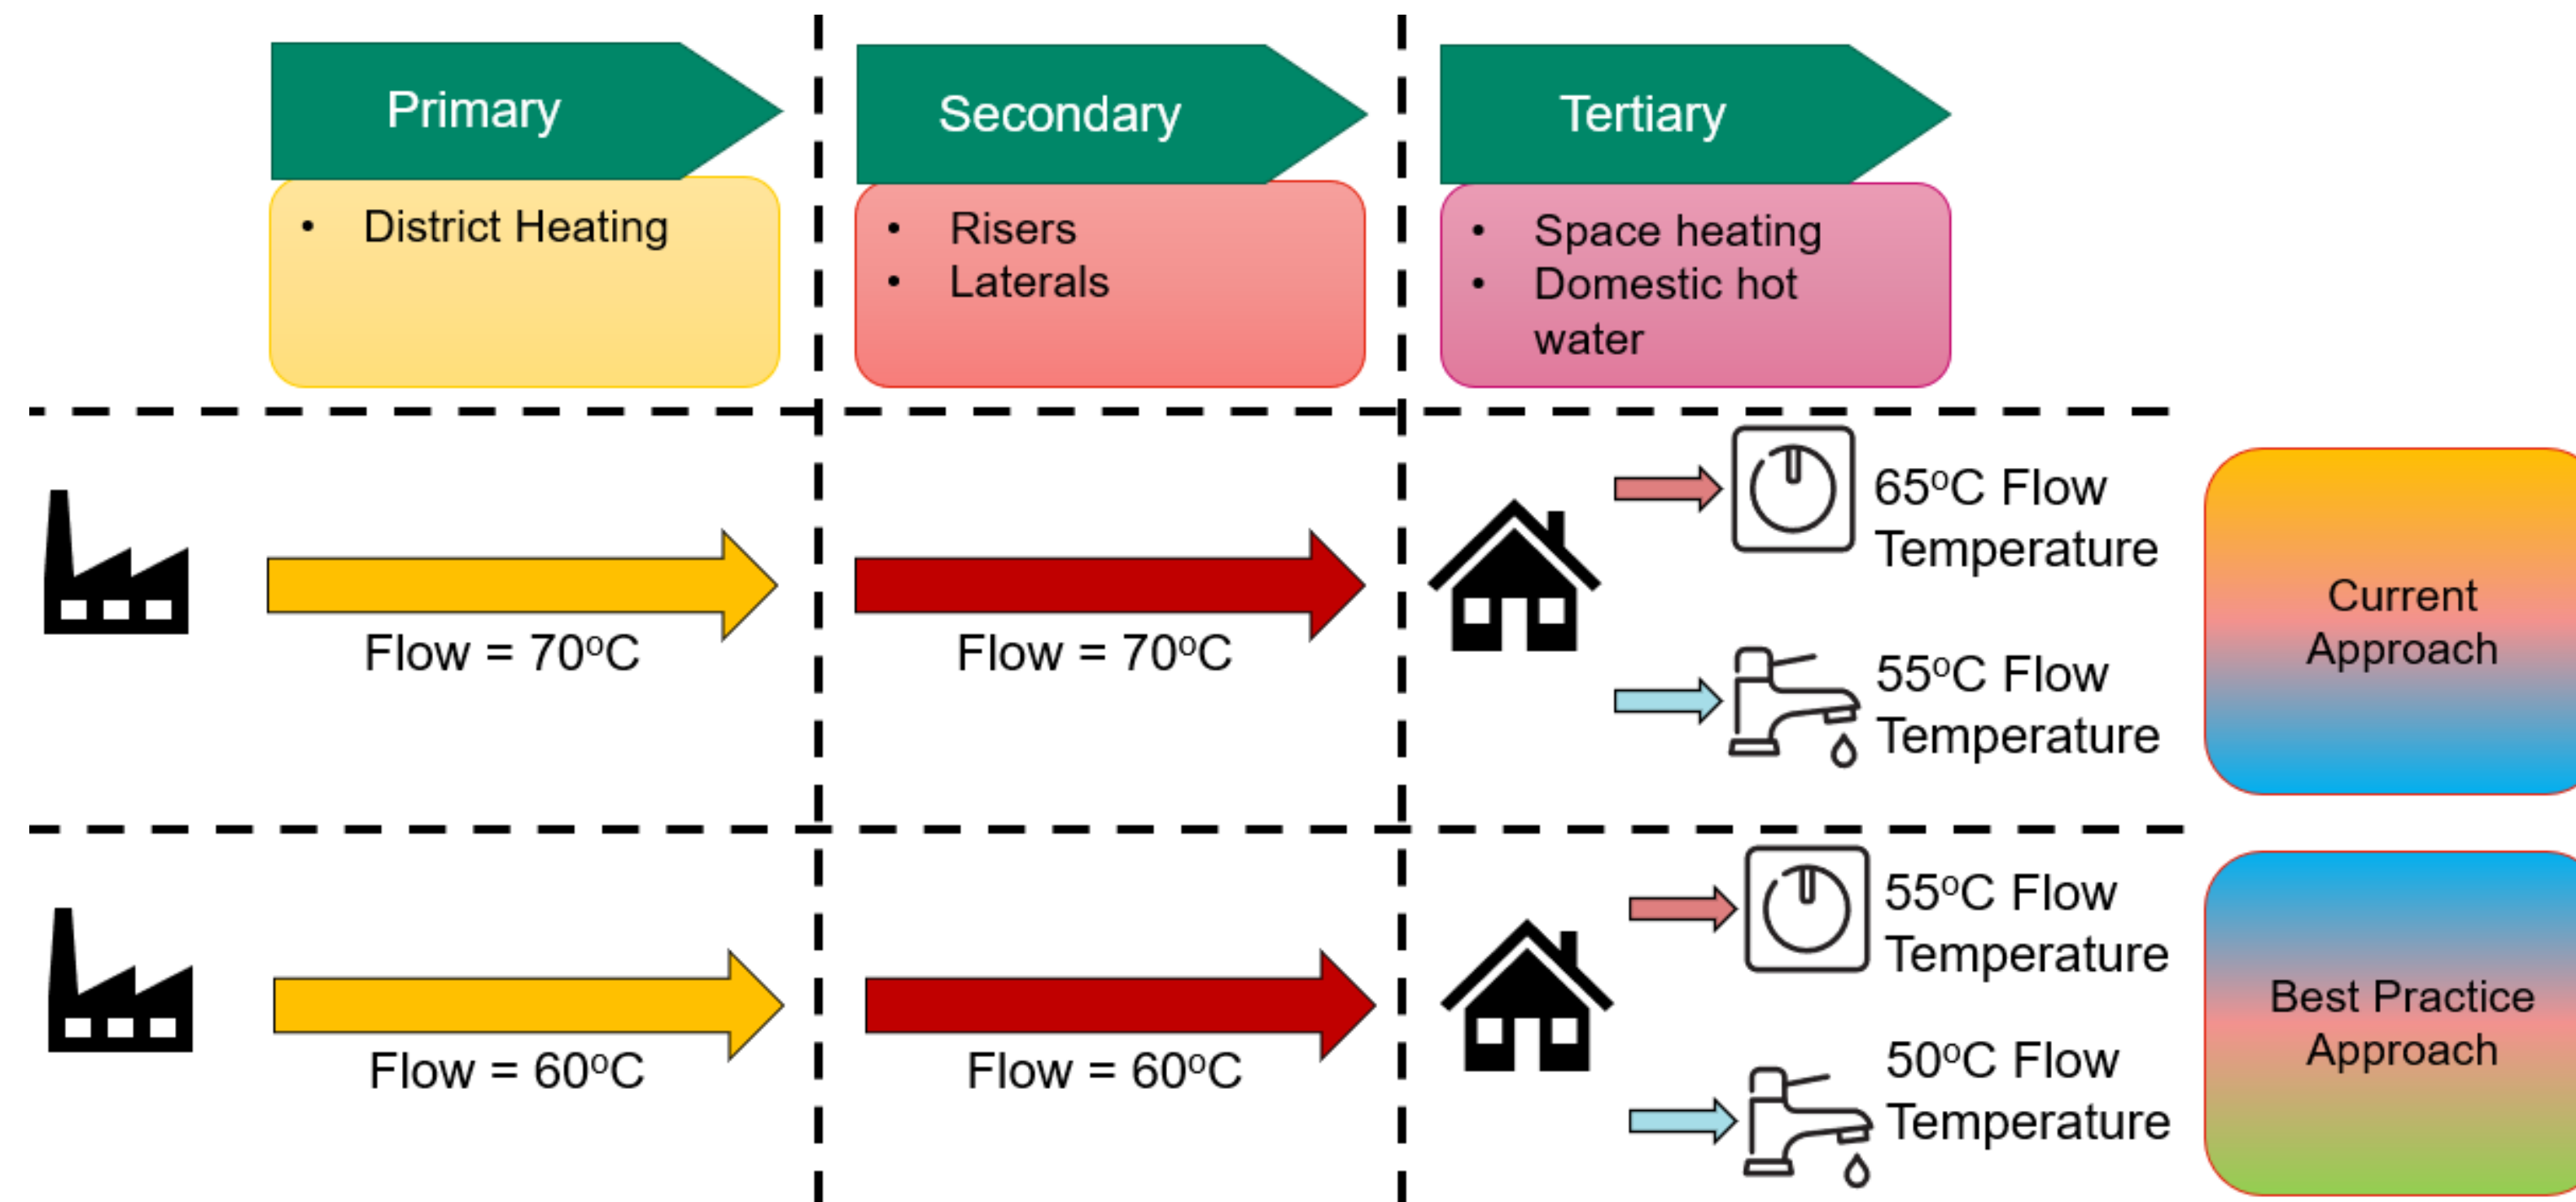 Primary
Secondary
Tertiary
• District Heating
• Risers
• Laterals
• Space heating
• Domestic hot
water
Flow = 70ºC
Flow = 70ºC
65ºC Flow
Temperature
55ºC Flow
Temperature
Current
Approach
Flow = 60ºC
Flow = 60ºC
55ºC Flow
Temperature
50ºC Flow
Temperature
Best Practice
Approach